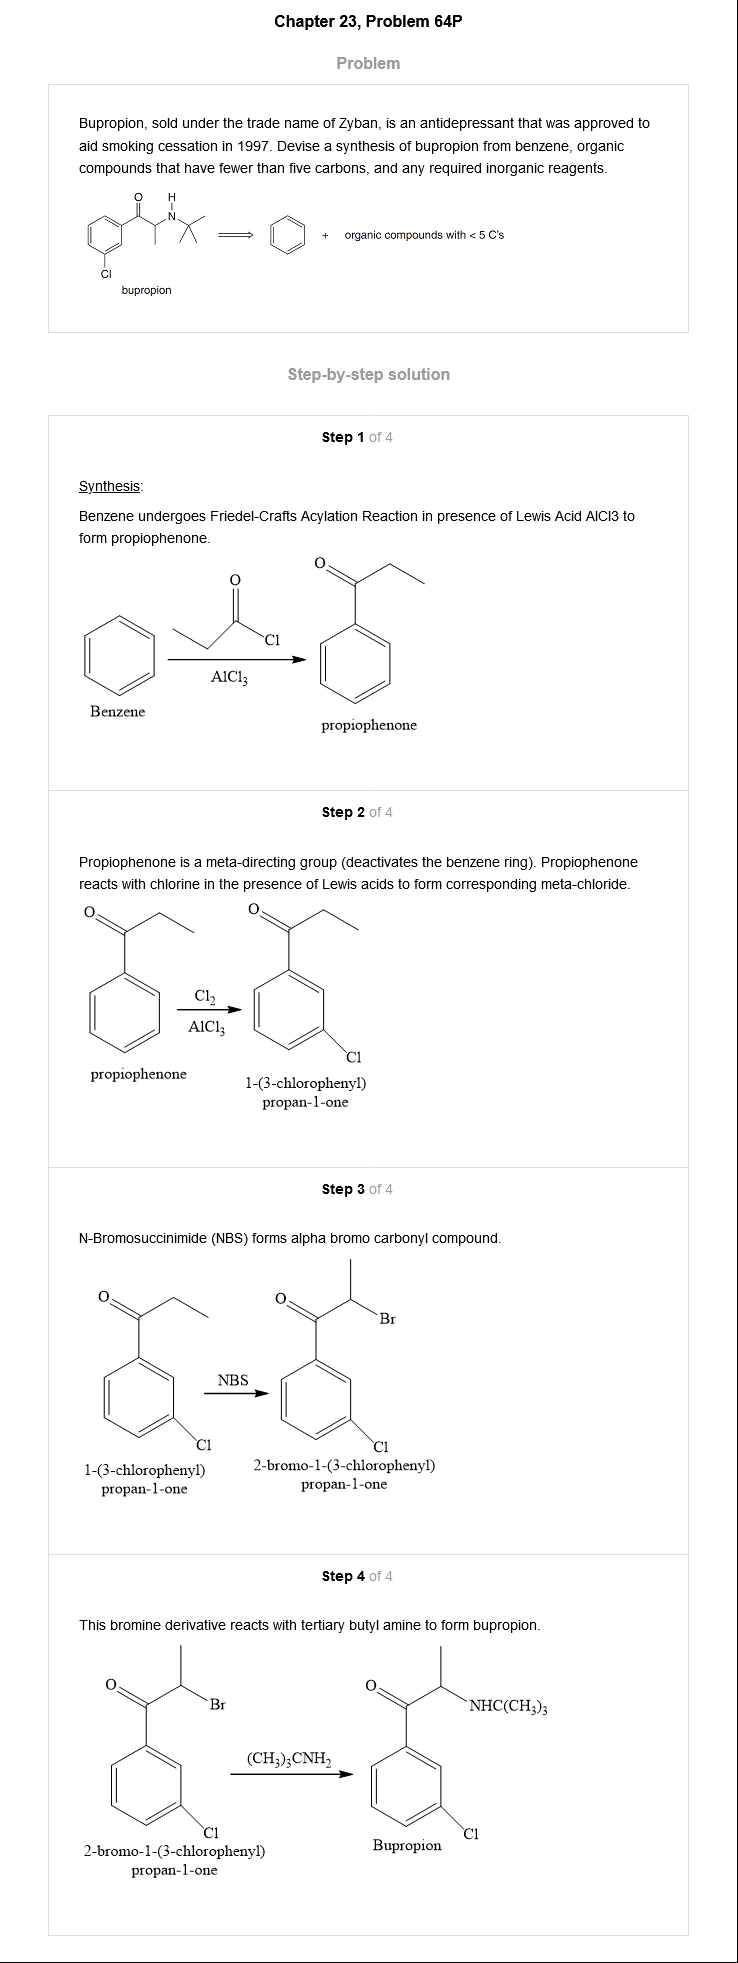 Chapter 23, Problem 64P
Problem
Bupropion, sold under the trade name of Zyban, is an antidepressant that was approved to
aid smoking cessation in 1997. Devise a synthesis of bupropion from benzene, organic
compounds that have fewer than five carbons, and any required inorganic reagents.
O
H
N
+ organic compounds with < 5 C's
Cl
bupropion
Step-by-step solution
Step 1 of 4
Synthesis:
Benzene undergoes Friedel-Crafts Acylation Reaction in presence of Lewis Acid AlCl3 to
form propiophenone.
O
O
Cl
AlCl3
Benzene
propiophenone
Step 2 of 4
Propiophenone is a meta-directing group (deactivates the benzene ring). Propiophenone
reacts with chlorine in the presence of Lewis acids to form corresponding meta-chloride.
O
O
Cl2
AlCl3
Cl
propiophenone
1-(3-chlorophenyl)
propan-1-one
Step 3 of 4
N-Bromosuccinimide (NBS) forms alpha bromo carbonyl compound.
O
O
Br
NBS
Cl
Cl
1-(3-chlorophenyl)
propan-1-one
2-bromo-1-(3-chlorophenyl)
propan-1-one
Step 4 of 4
This bromine derivative reacts with tertiary butyl amine to form bupropion.
O
O
Br
NHC(CH3)3
(CH3)3CNH2
Cl
Cl
2-bromo-1-(3-chlorophenyl)
propan-1-one
Bupropion